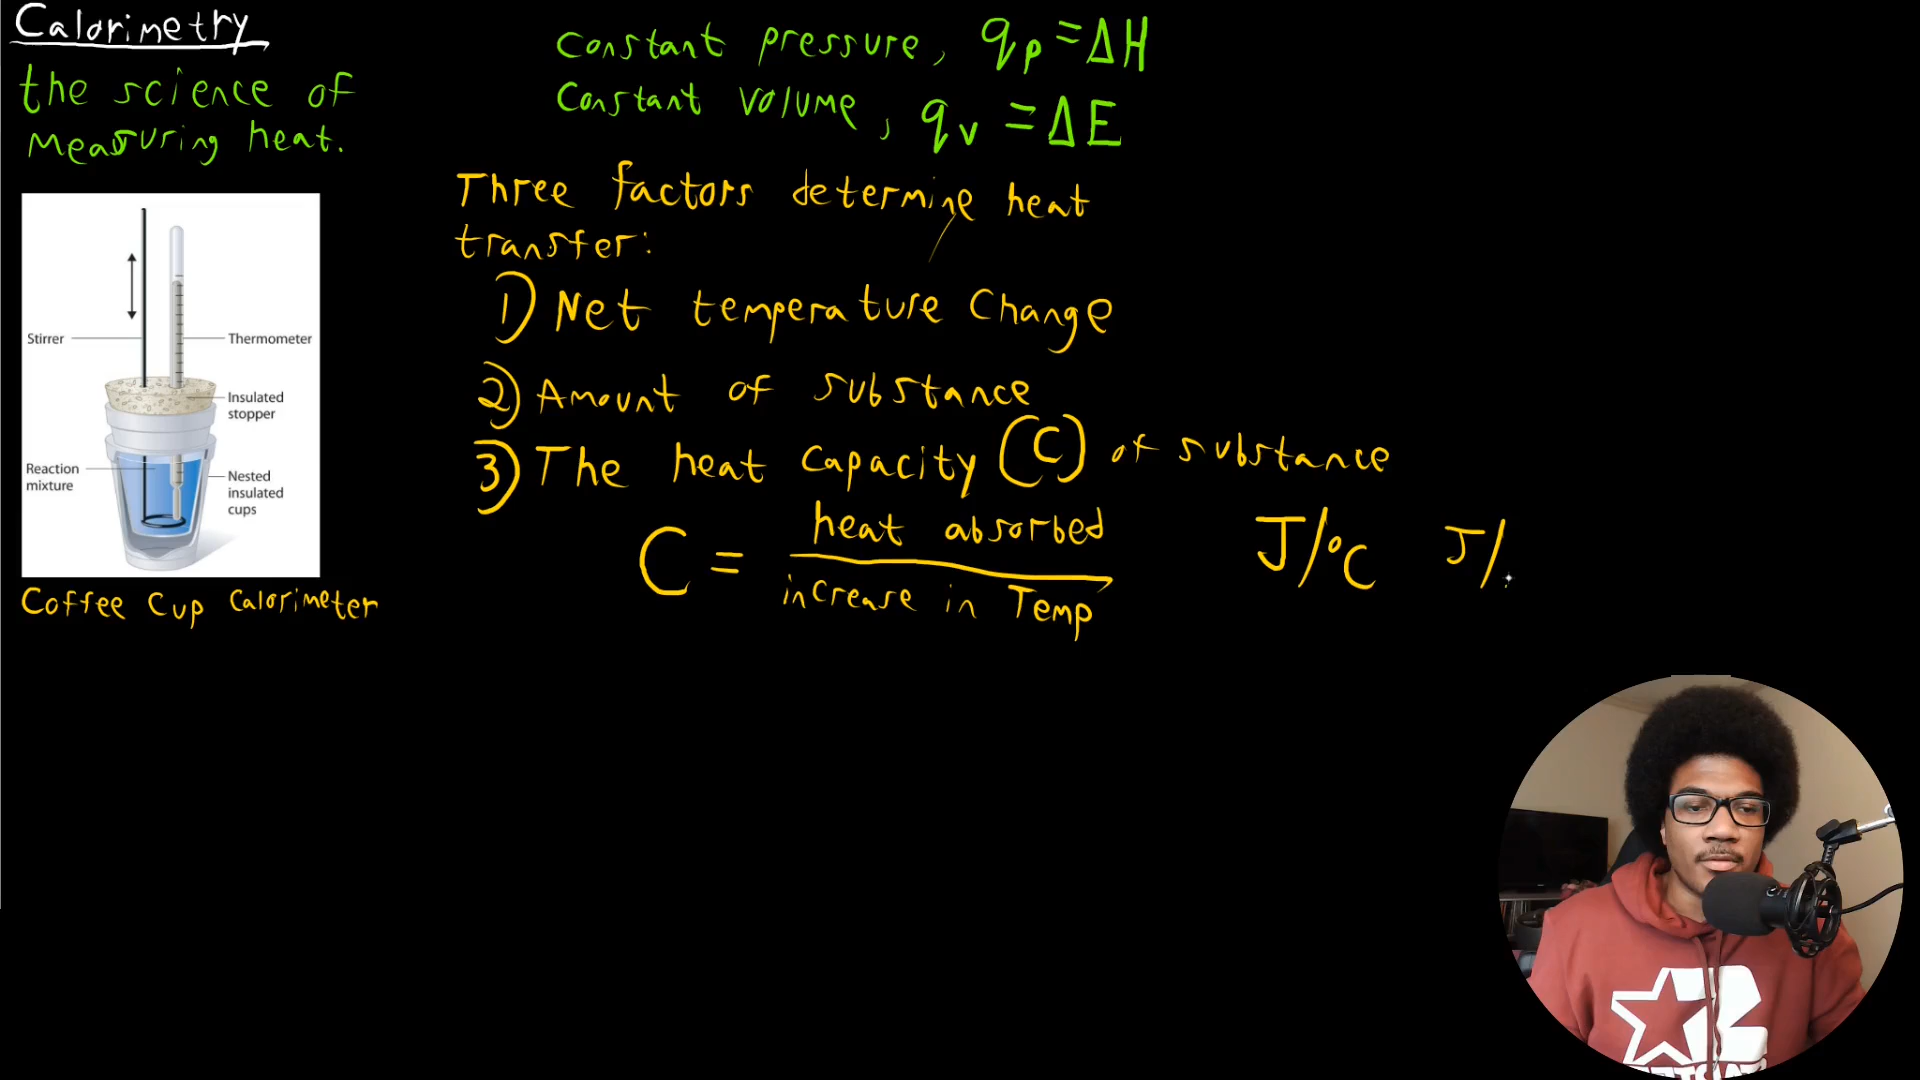 Calorimetry
the science of
measuring heat.
Constant pressure, qp = ΔH
Constant volume, qv = ΔE
Three factors determine heat
transfer:
1) Net temperature Change
2) Amount of substance
3) The heat capacity (C) of substance
C = heat absorbed
increase in Temp
J/°C J/
Stirrer
Thermometer
Insulated
stopper
Reaction
mixture
Nested
insulated
cups
Coffee Cup Calorimeter